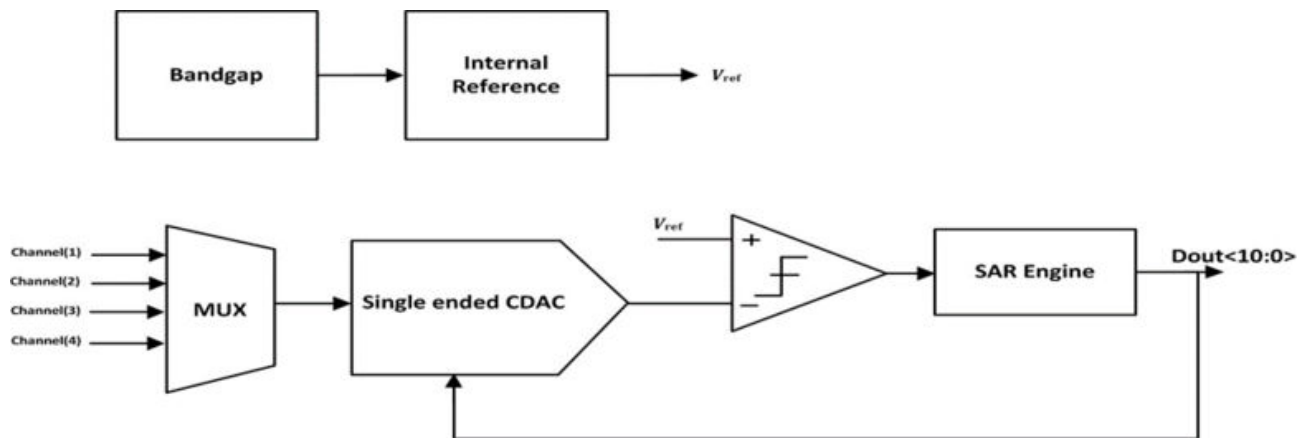 Bandgap
Internal
Reference
Vref
Channel(1)
Channel(2)
Channel(3)
Channel(4)
MUX
Single ended CDAC
Vref
+
−
SAR Engine
Dout<10:0>